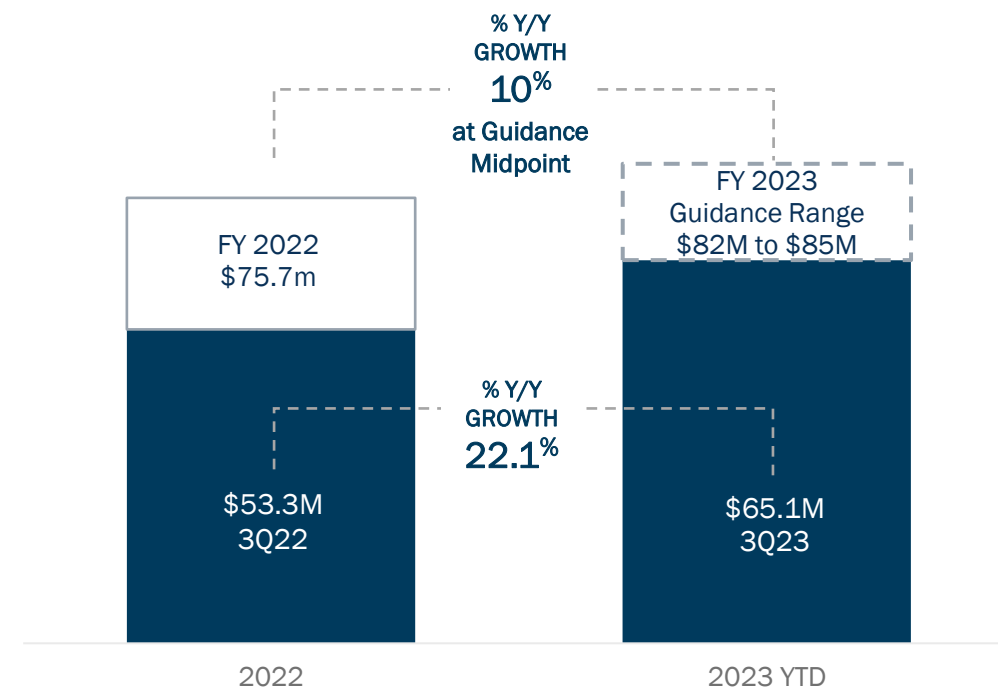 % Y/Y
GROWTH
10%
at Guidance
Midpoint
FY 2023
Guidance Range
$82M to $85M
FY 2022
$75.7m
% Y/Y
GROWTH
22.1%
$53.3M
3Q22
$65.1M
3Q23
2022
2023 YTD